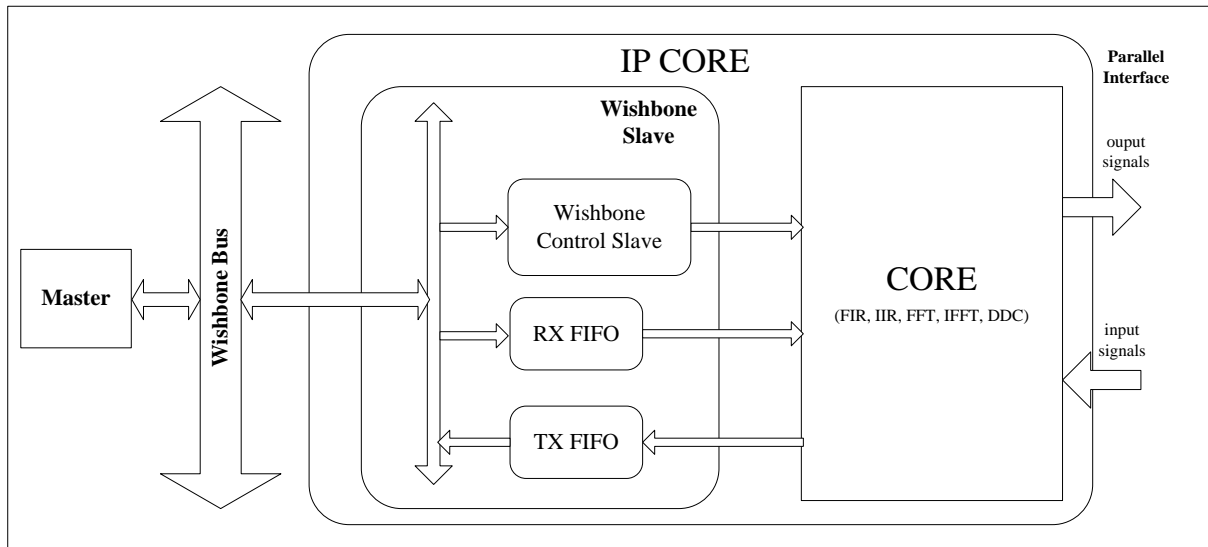 IP CORE
Parallel
Interface
Wishbone
Slave
ouput
signals
Wishbone
Control Slave
Master
Wishbone Bus
CORE
(FIR, IIR, FFT, IFFT, DDC)
RX FIFO
input
signals
TX FIFO